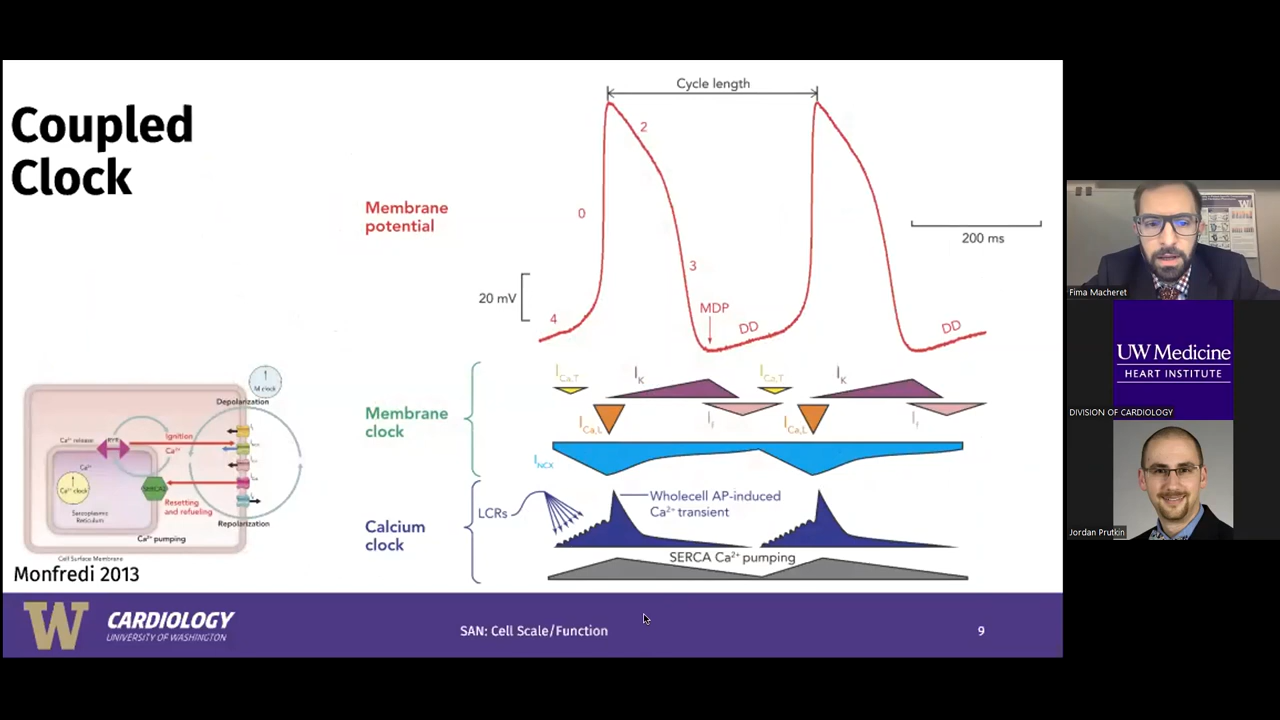 Coupled
Clock
Cycle length
Membrane
potential
0
2
3
4
20 mV
200 ms
MDP
DD
DD
Membrane
clock
I Ca,T
I K
I Ca,T
I K
I Ca,L
I f
I Ca,L
I f
I NCX
Calcium
clock
LCRs
Wholecell AP-induced
Ca²⁺ transient
SERCA Ca²⁺ pumping
M clock
Depolarization
Ca²⁺ release
RYR
Ignition
Ca²⁺
Ca²⁺
Ca²⁺ clock
SERCA
Sarcoplasmic
Reticulum
Resetting
and refueling
Repolarization
Ca²⁺ pumping
Cell Surface Membrane
Monfredi 2013
W
CARDIOLOGY
UNIVERSITY OF WASHINGTON
SAN: Cell Scale/Function
9
Fima Macheret
UW Medicine
HEART INSTITUTE
DIVISION OF CARDIOLOGY
Jordan Prutkin